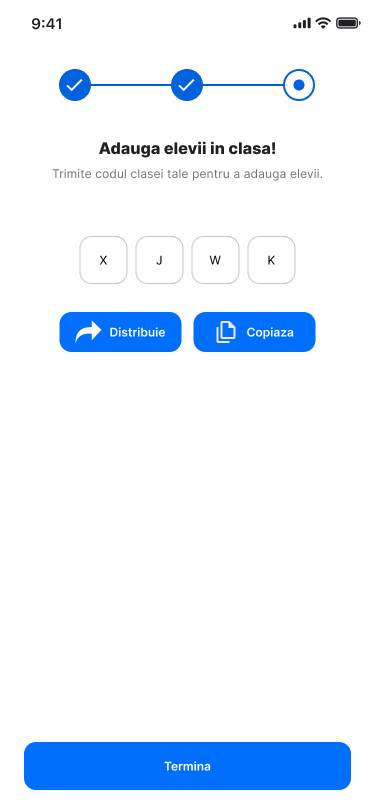 9:41
Adauga elevii in clasa!
Trimite codul clasei tale pentru a adauga elevii.
X J W K
Distribuie Copiaza
Termina